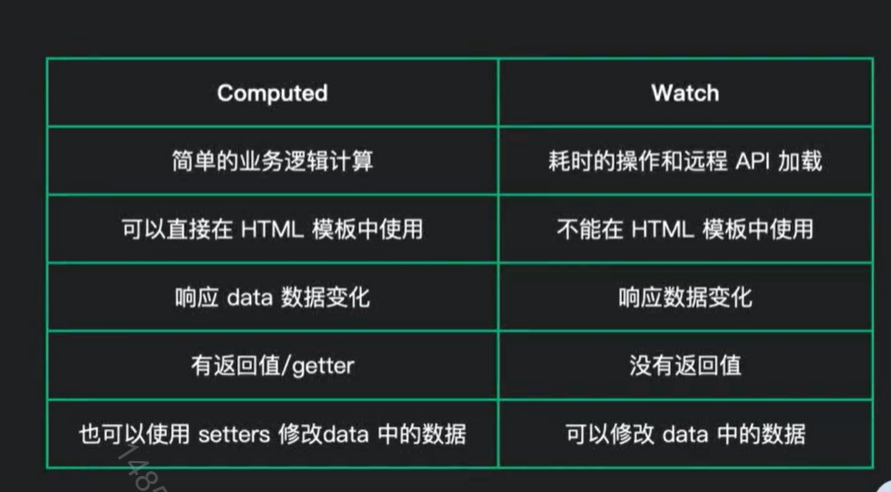 Computed Watch
简单的业务逻辑计算 耗时的操作和远程 API 加载
可以直接在 HTML 模板中使用 不能在 HTML 模板中使用
响应 data 数据变化 响应数据变化
有返回值/getter 没有返回值
也可以使用 setters 修改data 中的数据 可以修改 data 中的数据